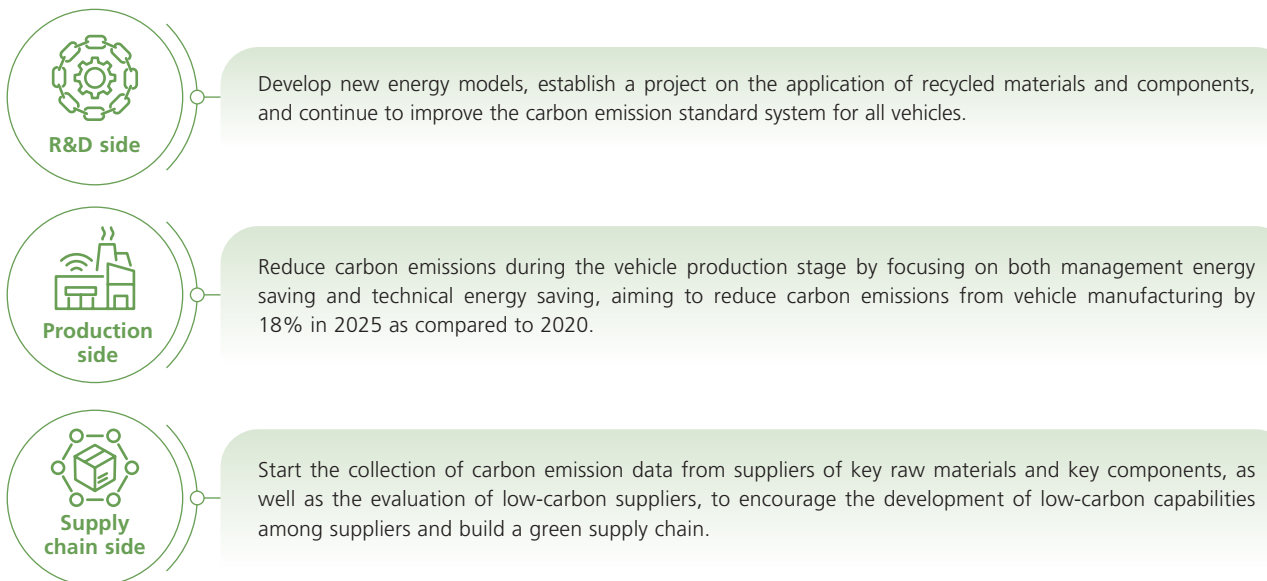 R&D side
Develop new energy models, establish a project on the application of recycled materials and components,
and continue to improve the carbon emission standard system for all vehicles.
Production
side
Reduce carbon emissions during the vehicle production stage by focusing on both management energy
saving and technical energy saving, aiming to reduce carbon emissions from vehicle manufacturing by
18% in 2025 as compared to 2020.
Supply
chain side
Start the collection of carbon emission data from suppliers of key raw materials and key components, as
well as the evaluation of low-carbon suppliers, to encourage the development of low-carbon capabilities
among suppliers and build a green supply chain.